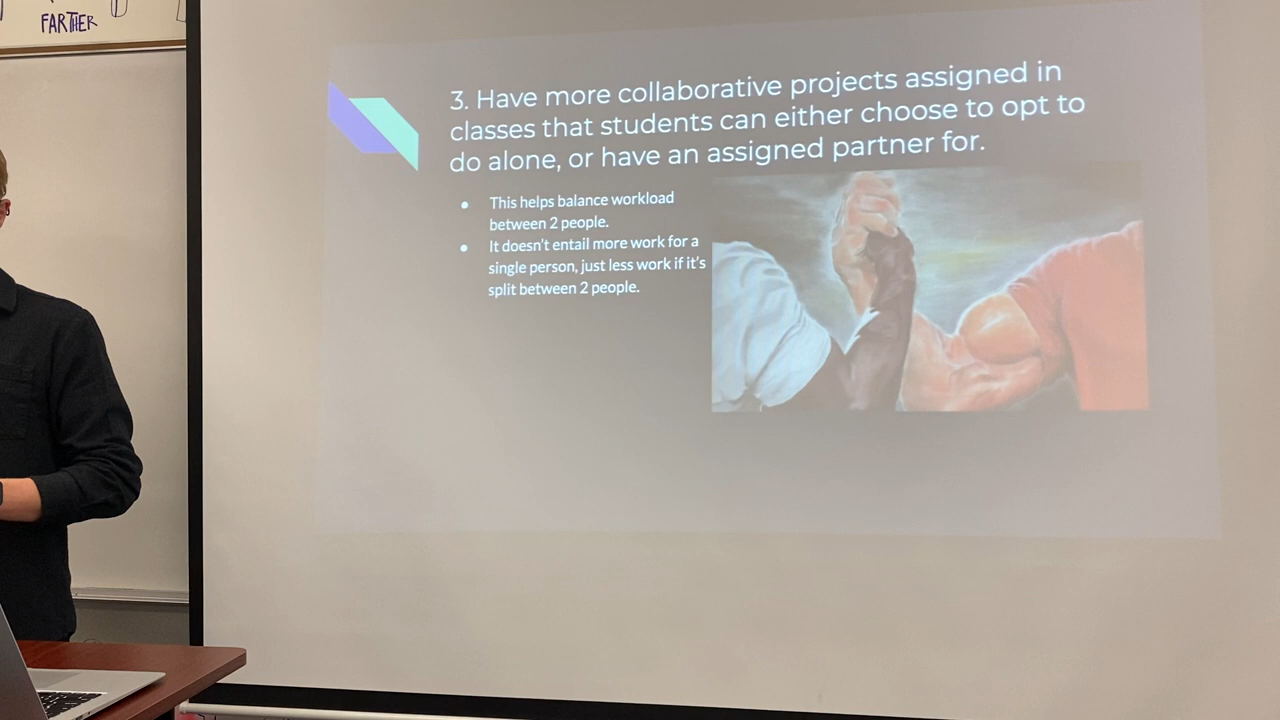 FARTHER
3. Have more collaborative projects assigned in
classes that students can either choose to opt to
do alone, or have an assigned partner for.
• This helps balance workload
between 2 people.
• It doesn't entail more work for a
single person, just less work if it's
split between 2 people.